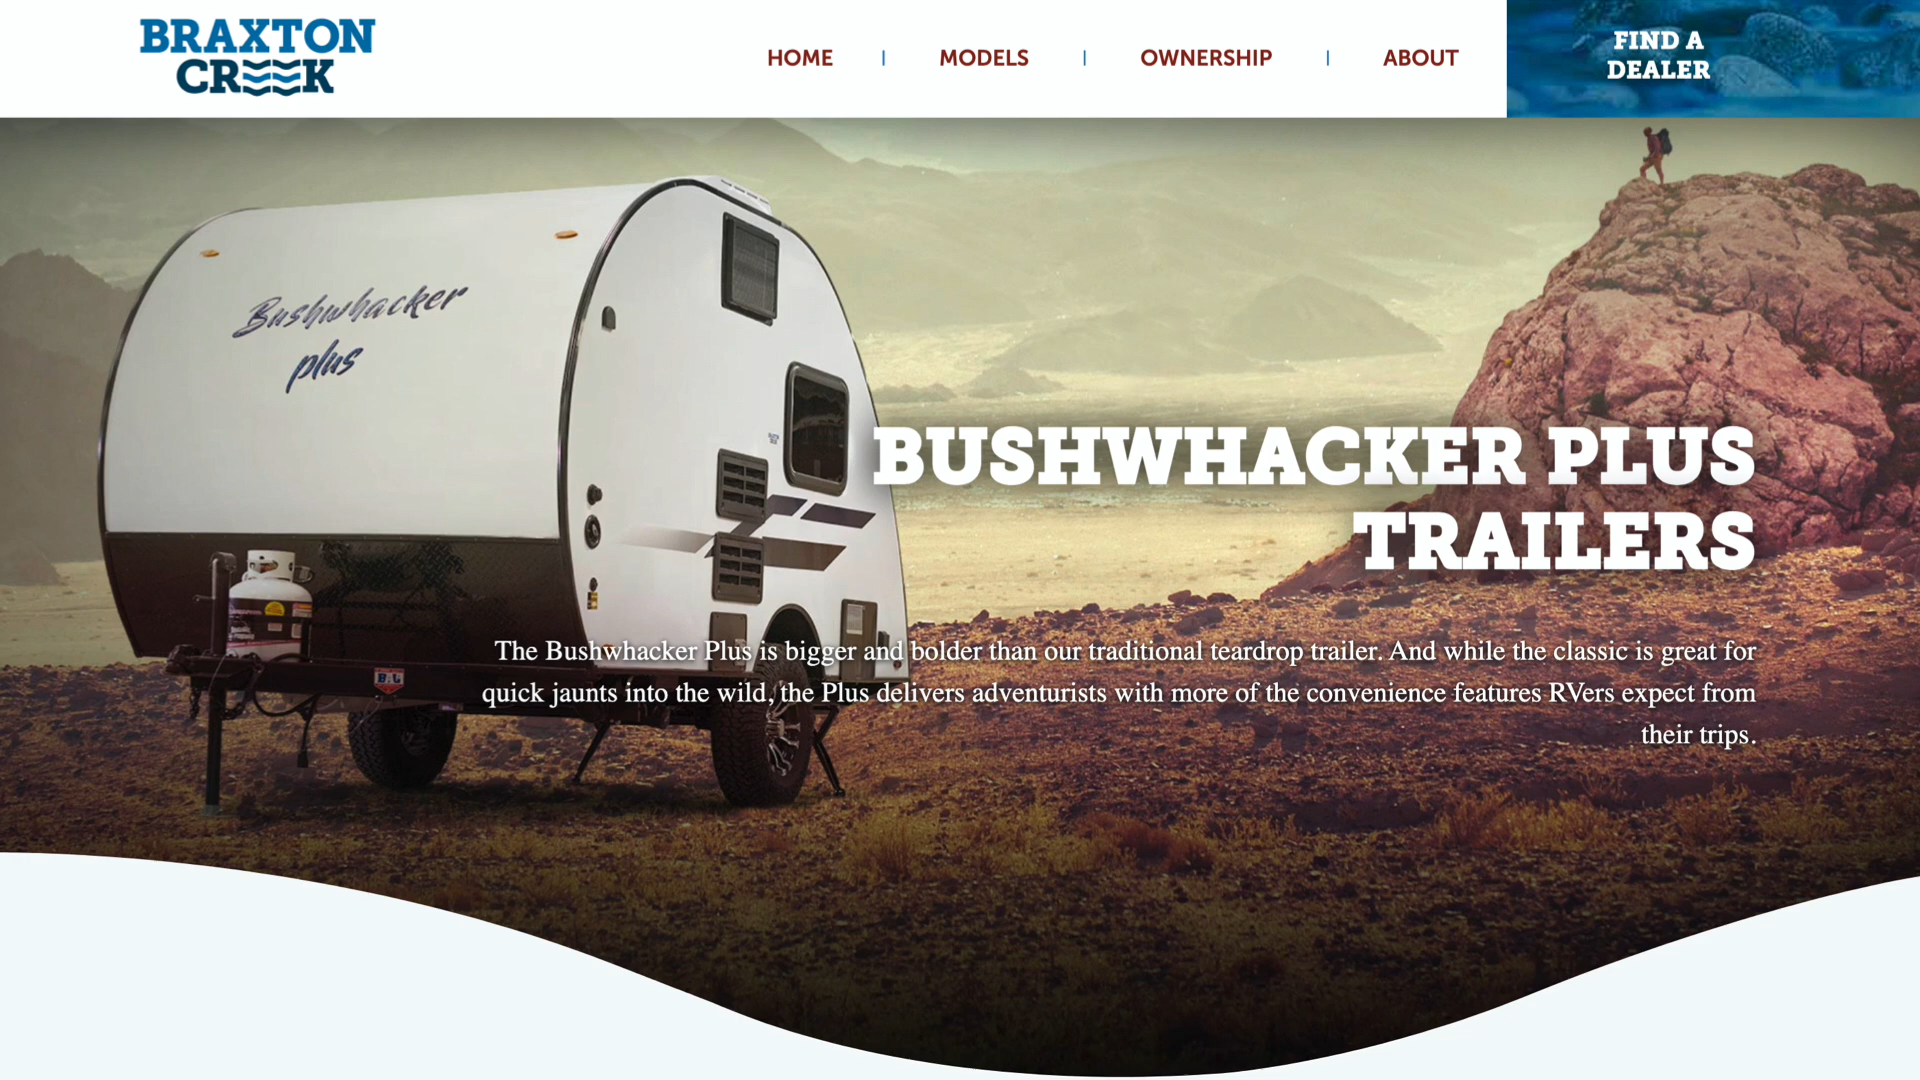 BRAXTON
CREEK
HOME
MODELS
OWNERSHIP
ABOUT
FIND A
DEALER
Bushwhacker
plus
BUSHWHACKER PLUS
TRAILERS
The Bushwhacker Plus is bigger and bolder than our traditional teardrop trailer. And while the classic is great for
quick jaunts into the wild, the Plus delivers adventurists with more of the convenience features RVers expect from
their trips.